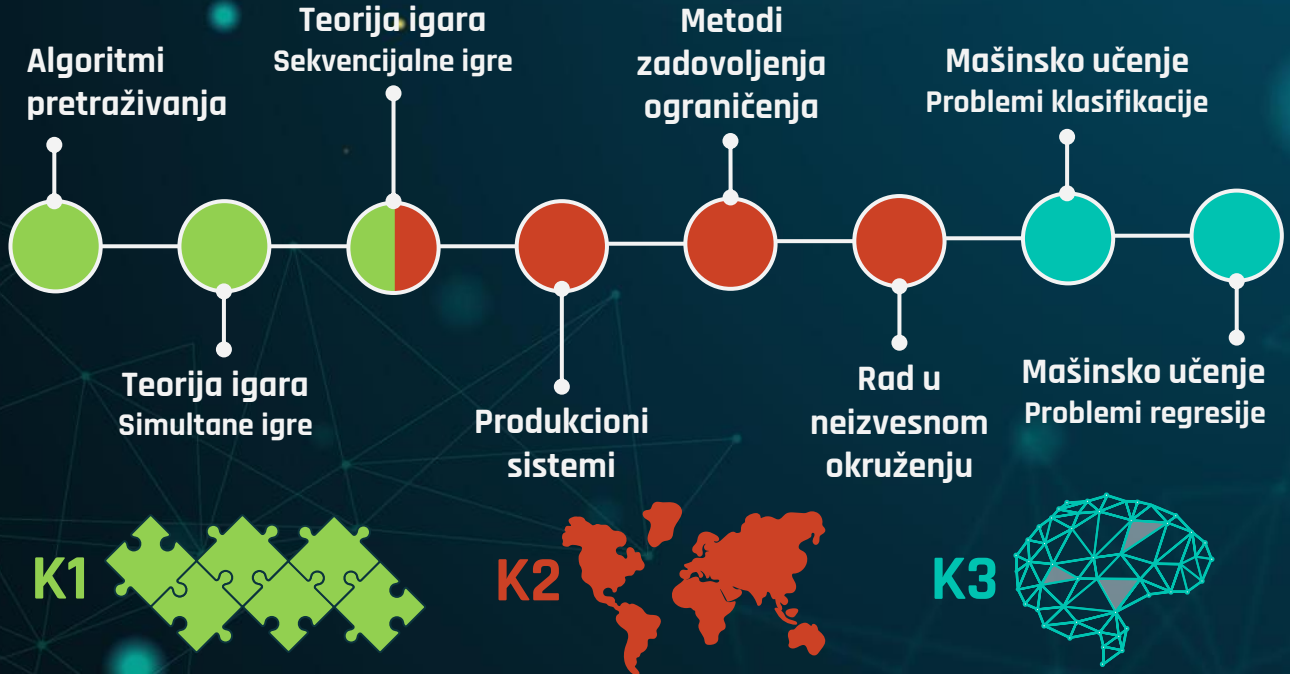 Algoritmi
pretraživanja
Teorija igara
Sekvencijalne igre
Metodi
zadovoljenja
ograničenja
Mašinsko učenje
Problemi klasifikacije
Teorija igara
Simultane igre
Produkcioni
sistemi
Rad u
neizvesnom
okruženju
Mašinsko učenje
Problemi regresije
K1
K2
K3